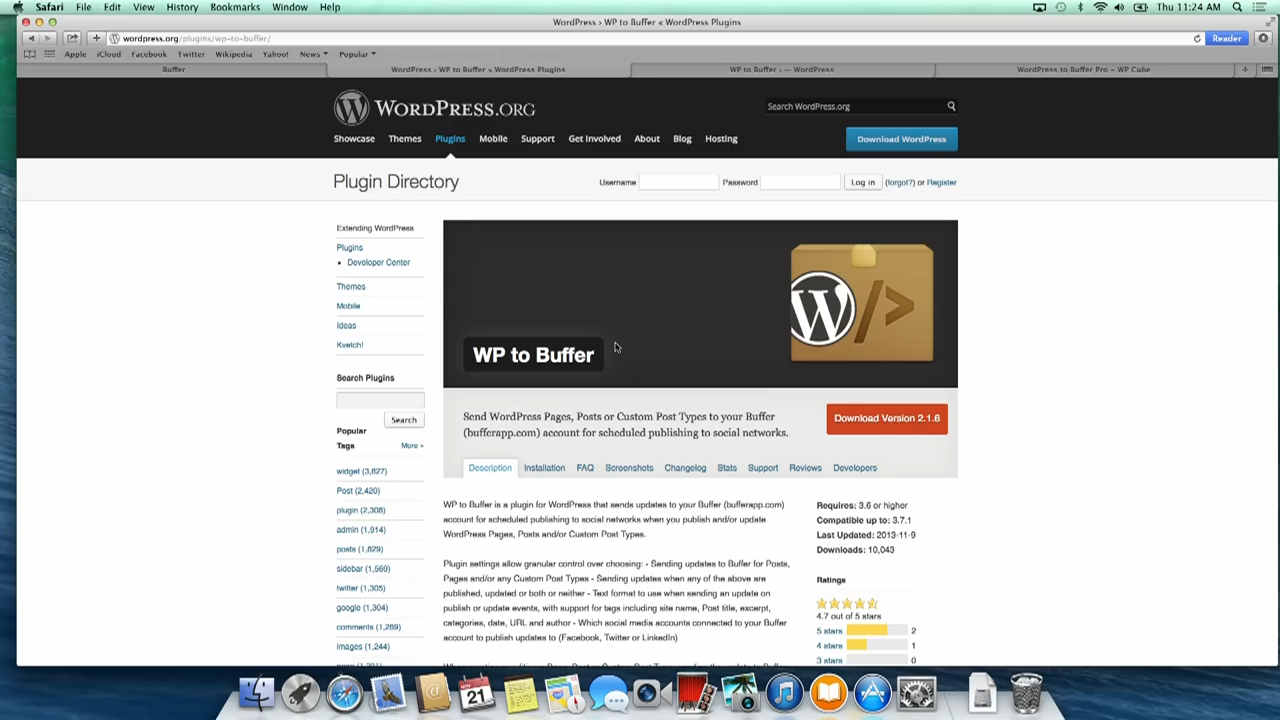 Safari File Edit View History Bookmarks Window Help
Thu 11:24 AM
WordPress › WP to Buffer « WordPress Plugins
wordpress.org/plugins/wp-to-buffer/
Reader
Apple iCloud Facebook Twitter Wikipedia Yahoo! News Popular
Buffer
WordPress › WP to Buffer « WordPress Plugins
WP to Buffer ‹ — WordPress
WordPress to Buffer Pro – WP Cube
WORDPRESS.ORG
Search WordPress.org
Showcase Themes Plugins Mobile Support Get Involved About Blog Hosting
Download WordPress
Plugin Directory
Username Password Log in (forgot?) or Register
Extending WordPress
Plugins
• Developer Center
Themes
Mobile
Ideas
Kvetch!
Search Plugins
Search
Popular
Tags More »
widget (3,827)
Post (2,420)
plugin (2,308)
admin (1,914)
posts (1,829)
sidebar (1,569)
twitter (1,305)
google (1,304)
comments (1,289)
images (1,244)
W </>
WP to Buffer
Send WordPress Pages, Posts or Custom Post Types to your Buffer
(bufferapp.com) account for scheduled publishing to social networks.
Download Version 2.1.6
Description Installation FAQ Screenshots Changelog Stats Support Reviews Developers
WP to Buffer is a plugin for WordPress that sends updates to your Buffer (bufferapp.com)
account for scheduled publishing to social networks when you publish and/or update
WordPress Pages, Posts and/or Custom Post Types.
Plugin settings allow granular control over choosing: - Sending updates to Buffer for Posts,
Pages and/or any Custom Post Types - Sending updates when any of the above are
published, updated or both or neither - Text format to use when sending an update on
publish or update events, with support for tags including site name, Post title, excerpt,
categories, date, URL and author - Which social media accounts connected to your Buffer
account to publish updates to (Facebook, Twitter or LinkedIn)
Requires: 3.6 or higher
Compatible up to: 3.7.1
Last Updated: 2013-11-9
Downloads: 10,043
Ratings
4.7 out of 5 stars
5 stars 2
4 stars 1
3 stars 0
21